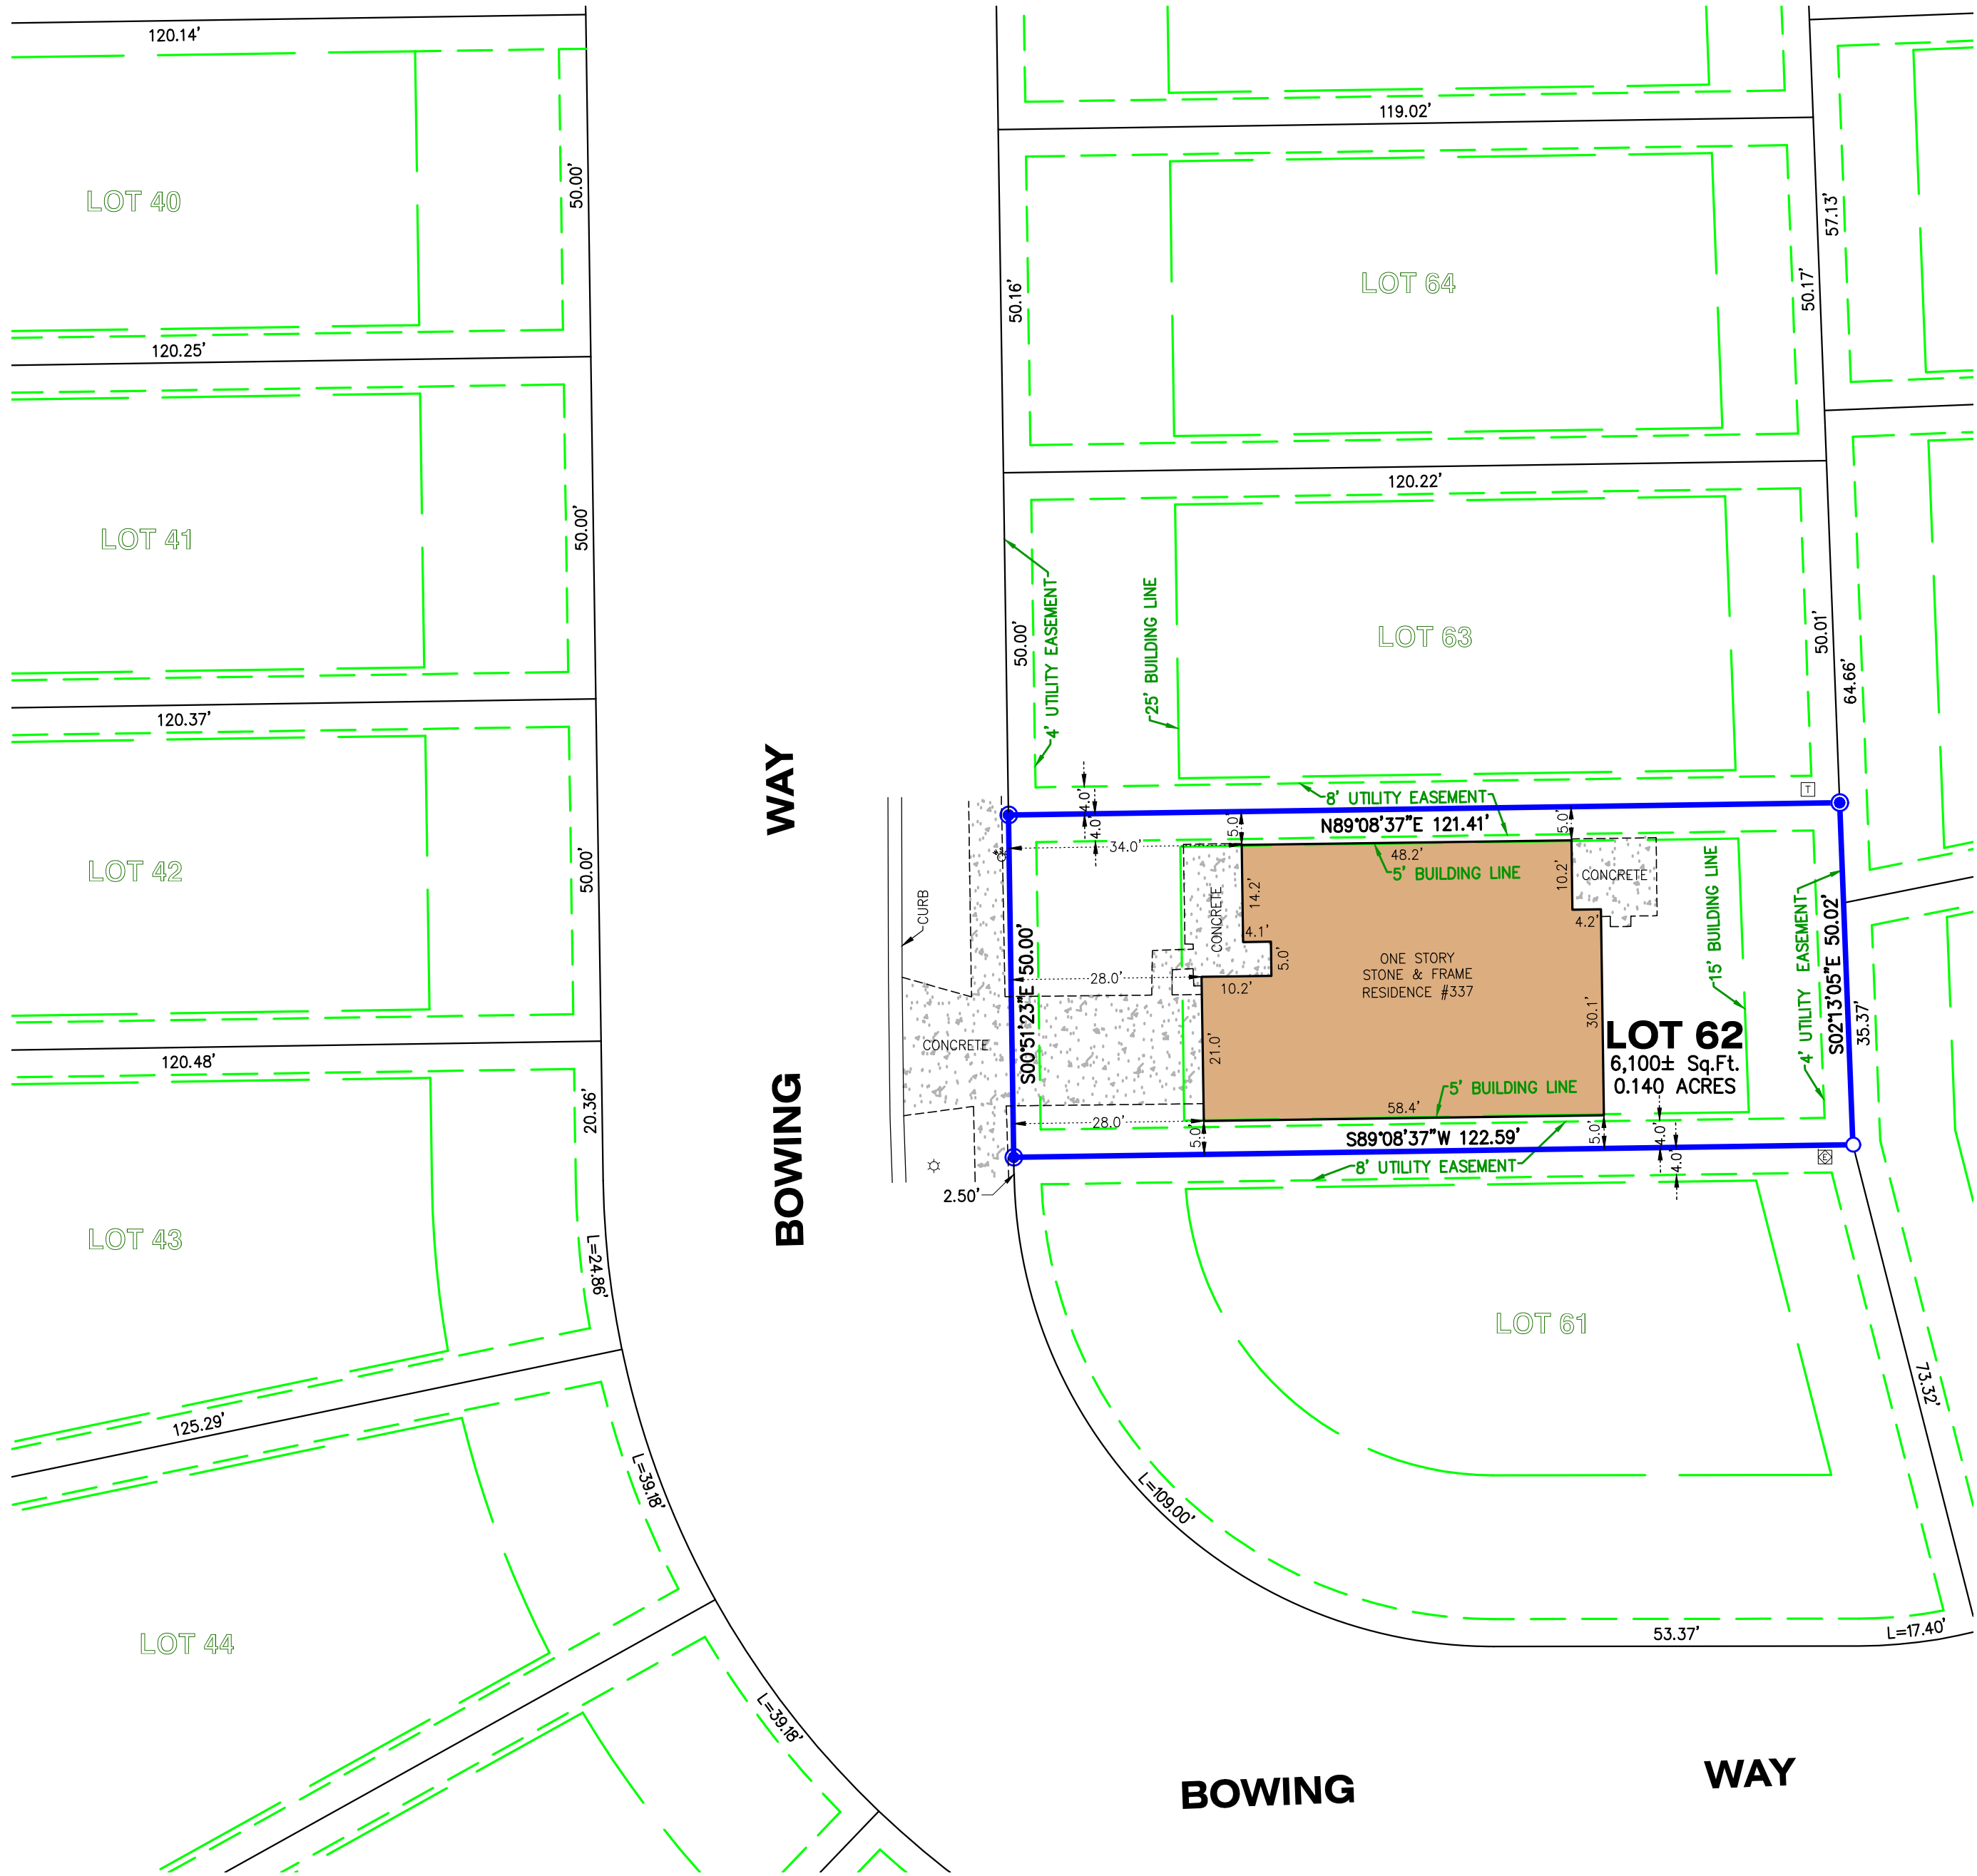 120.14'
LOT 40
50.00'
120.25'
LOT 41
50.00'
120.37'
LOT 42
50.00'
120.48'
20.36'
LOT 43
L=24.86'
125.29'
L=39.18'
LOT 44
L=39.18'
BOWING WAY
119.02'
57.13'
LOT 64
50.16'
50.17'
120.22'
LOT 63
4' UTILITY EASEMENT
25' BUILDING LINE
50.00'
50.01'
64.66'
T
4.0'
4.0'
8' UTILITY EASEMENT
N89°08'37"E 121.41'
5.0'
5.0'
34.0'
48.2'
5' BUILDING LINE
CONCRETE
14.2'
4.1'
5.0'
10.2'
CONCRETE
4.2'
CURB
28.0'
10.2'
ONE STORY
STONE & FRAME
RESIDENCE #337
15' BUILDING LINE
4' UTILITY EASEMENT
S02°13'05"E 50.02'
35.37'
S00°51'23"E 50.00'
CONCRETE
21.0'
30.1'
LOT 62
6,100± Sq.Ft.
0.140 ACRES
5' BUILDING LINE
58.4'
28.0'
5.0'
S89°08'37"W 122.59'
5.0'
4.0'
4.0'
8' UTILITY EASEMENT
E
2.50'
LOT 61
73.32'
L=109.00'
53.37'
L=17.40'
BOWING WAY